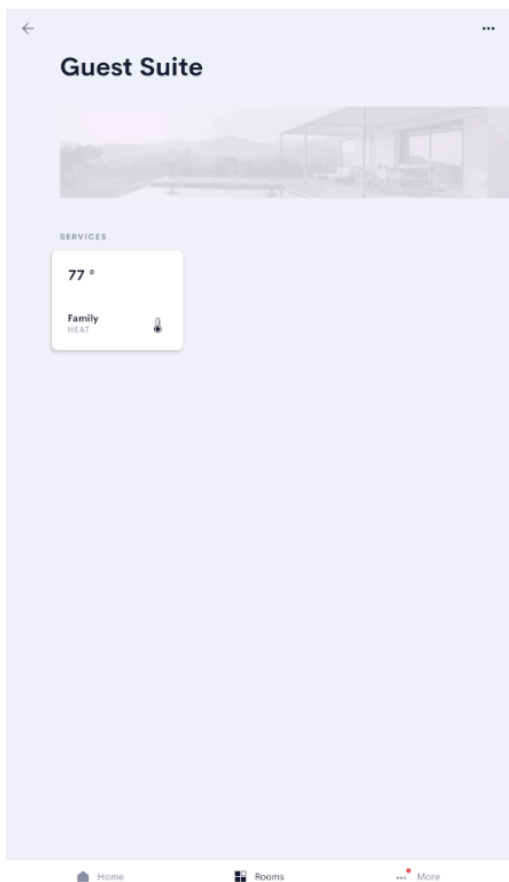 Guest Suite
SERVICES
77 °
Family
HEAT
Home
Rooms
More